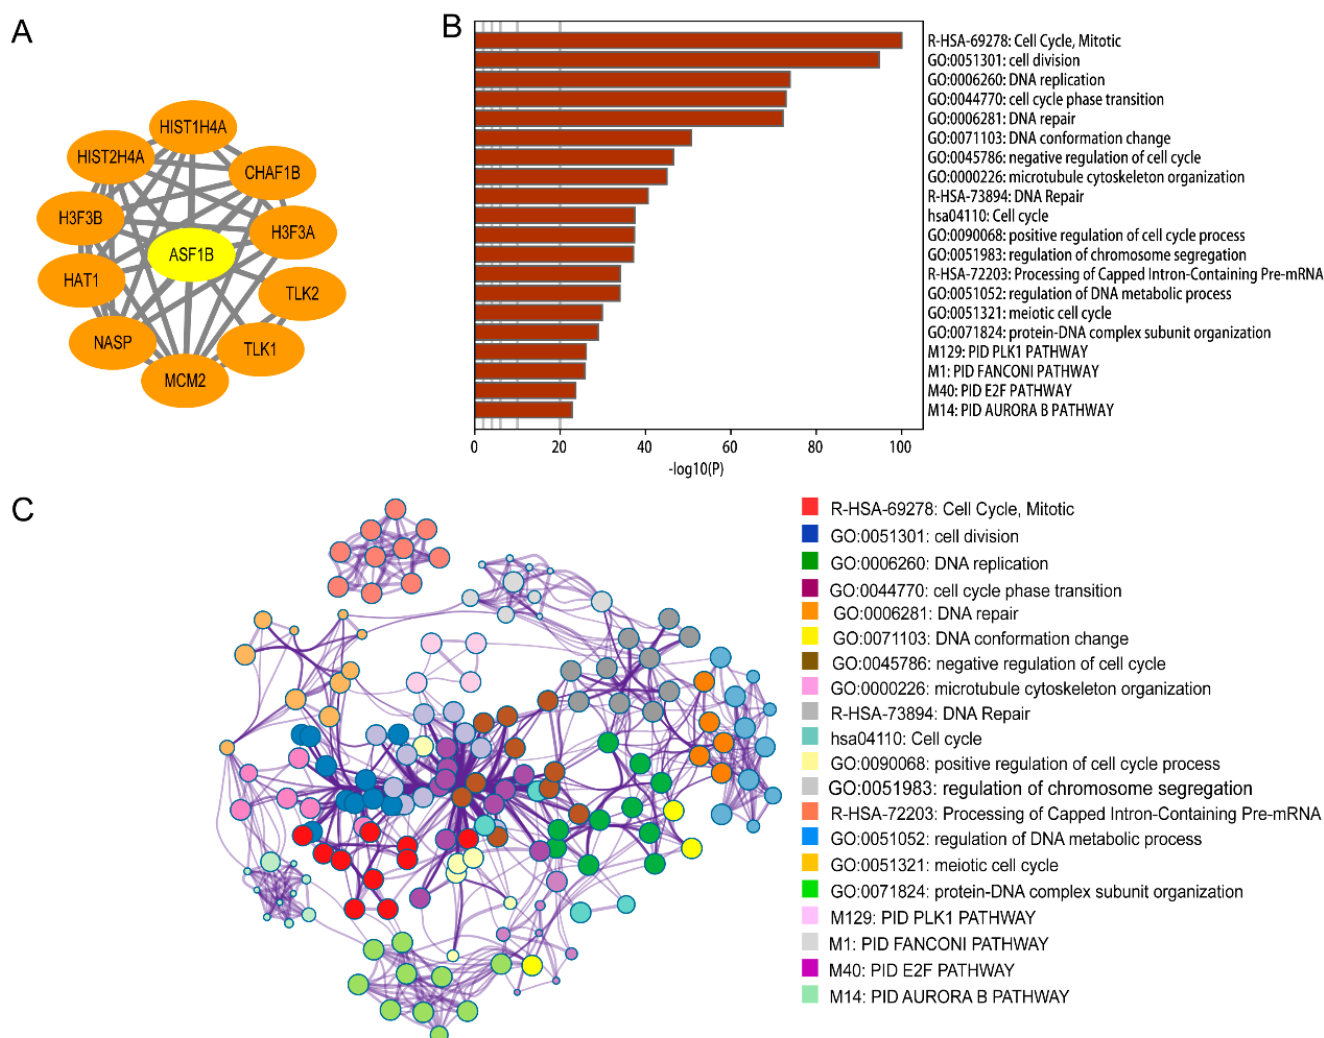 A
HIST1H4A
HIST2H4A
CHAF1B
H3F3B
H3F3A
ASF1B
HAT1
TLK2
NASP
TLK1
MCM2
B
R-HSA-69278: Cell Cycle, Mitotic
GO:0051301: cell division
GO:0006260: DNA replication
GO:0044770: cell cycle phase transition
GO:0006281: DNA repair
GO:0071103: DNA conformation change
GO:0045786: negative regulation of cell cycle
GO:0000226: microtubule cytoskeleton organization
R-HSA-73894: DNA Repair
hsa04110: Cell cycle
GO:0090068: positive regulation of cell cycle process
GO:0051983: regulation of chromosome segregation
R-HSA-72203: Processing of Capped Intron-Containing Pre-mRNA
GO:0051052: regulation of DNA metabolic process
GO:0051321: meiotic cell cycle
GO:0071824: protein-DNA complex subunit organization
M129: PID PLK1 PATHWAY
M1: PID FANCONI PATHWAY
M40: PID E2F PATHWAY
M14: PID AURORA B PATHWAY
0 20 40 60 80 100
-log10(P)
C
R-HSA-69278: Cell Cycle, Mitotic
GO:0051301: cell division
GO:0006260: DNA replication
GO:0044770: cell cycle phase transition
GO:0006281: DNA repair
GO:0071103: DNA conformation change
GO:0045786: negative regulation of cell cycle
GO:0000226: microtubule cytoskeleton organization
R-HSA-73894: DNA Repair
hsa04110: Cell cycle
GO:0090068: positive regulation of cell cycle process
GO:0051983: regulation of chromosome segregation
R-HSA-72203: Processing of Capped Intron-Containing Pre-mRNA
GO:0051052: regulation of DNA metabolic process
GO:0051321: meiotic cell cycle
GO:0071824: protein-DNA complex subunit organization
M129: PID PLK1 PATHWAY
M1: PID FANCONI PATHWAY
M40: PID E2F PATHWAY
M14: PID AURORA B PATHWAY